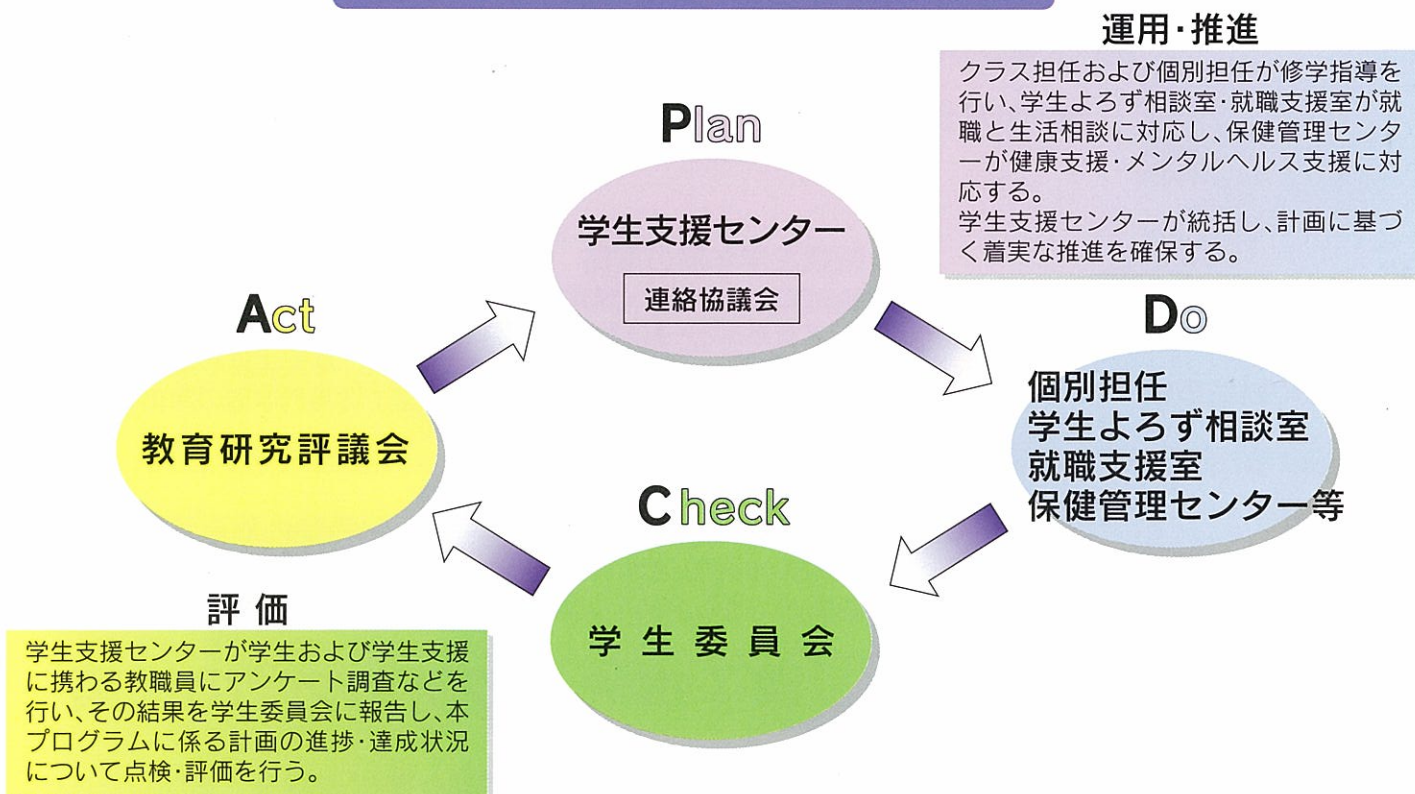 運用・推進
クラス担任および個別担任が修学指導を
行い、学生よろず相談室・就職支援室が就
職と生活相談に対応し、保健管理センタ
ーが健康支援・メンタルヘルス支援に対
応する。
学生支援センターが統括し、計画に基づ
く着実な推進を確保する。
Plan
学生支援センター
連絡協議会
Act
教育研究評議会
Do
個別担任
学生よろず相談室
就職支援室
保健管理センター等
Check
学生委員会
評価
学生支援センターが学生および学生支援
に携わる教職員にアンケート調査などを
行い、その結果を学生委員会に報告し、本
プログラムに係る計画の進捗・達成状況
について点検・評価を行う。